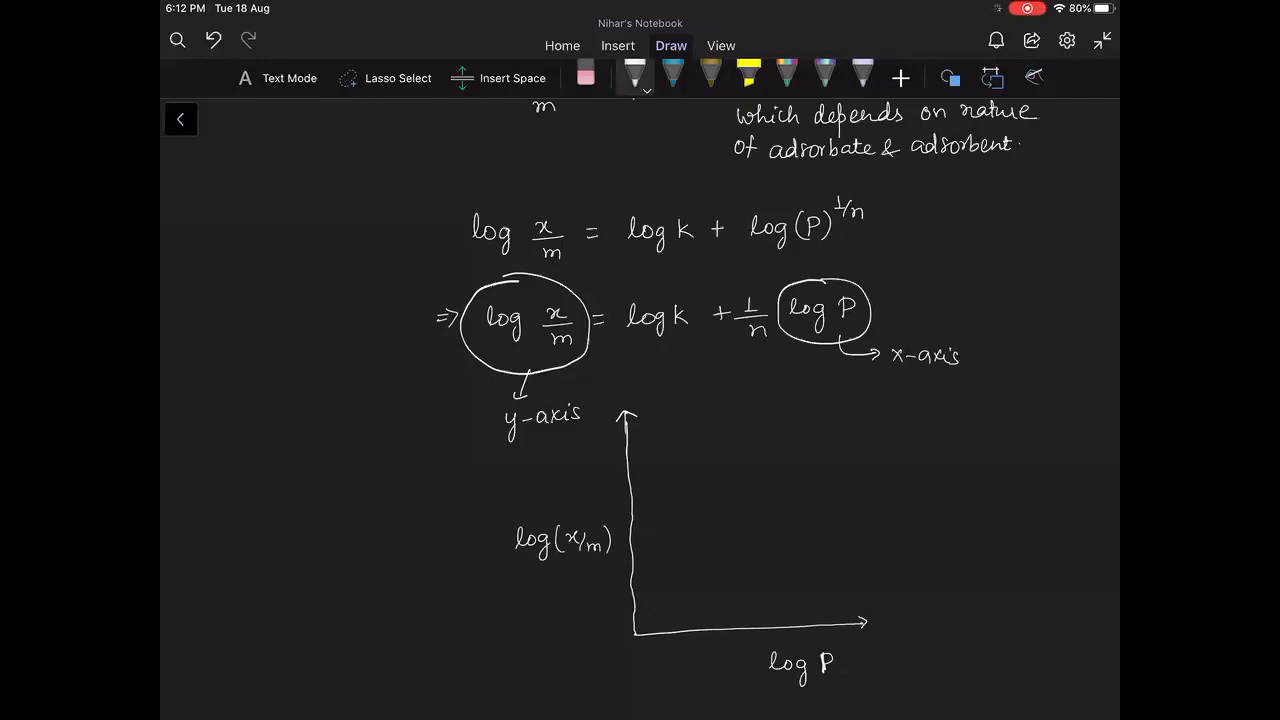 6:12 PM Tue 18 Aug
80%
Nihar's Notebook
Home Insert Draw View
A Text Mode Lasso Select Insert Space
m
which depends on nature
of adsorbate & adsorbent.
log x/m = log k + log(P)^1/n
=> log x/m = log k + 1/n log P
x-axis
y-axis
log(x/m)
log P